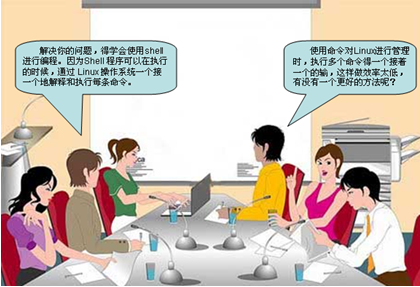 解决你的问题，得学会使用shell
进行编程。因为Shell 程序可以在执行
的时候，通过 Linux 操作系统一个接
一个地解释和执行每条命令。
使用命令对Linux进行管理
时，执行多个命令得一个接着
一个的输，这样做效率太低，
有没有一个更好的方法呢？